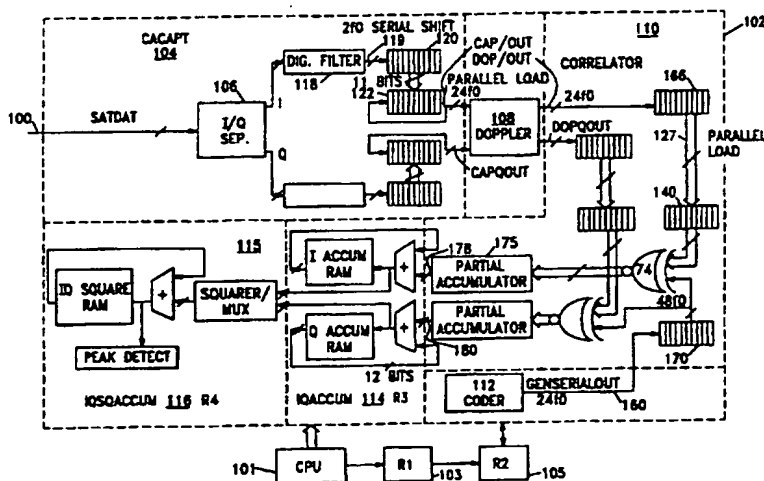 2f0 SERIAL SHIFT
102
CACAPT
104
119
120
110
DIG. FILTER
118
CAP/OUT
DOP/OUT
CORRELATOR
166
106
11 BITS
122
PARALLEL LOAD
24f0
24f0
I
100
SATDAT
I/Q
SEP.
108
DOPPLER
127
PARALLEL
LOAD
Q
DOPQOUT
CAPQOUT
140
115
I ACCUM
RAM
+
178
175
PARTIAL
ACCUMULATOR
74
IQ SQUARE
RAM
+
SQUARER/
MUX
48f0
Q ACCUM
RAM
+
PARTIAL
ACCUMULATOR
PEAK DETECT
180
170
12 BITS
112
CODER
GENSERIALOUT
24f0
160
IQSQACCUM 116 R4
IQACCUM 114 R3
101
CPU
R1
103
R2
105